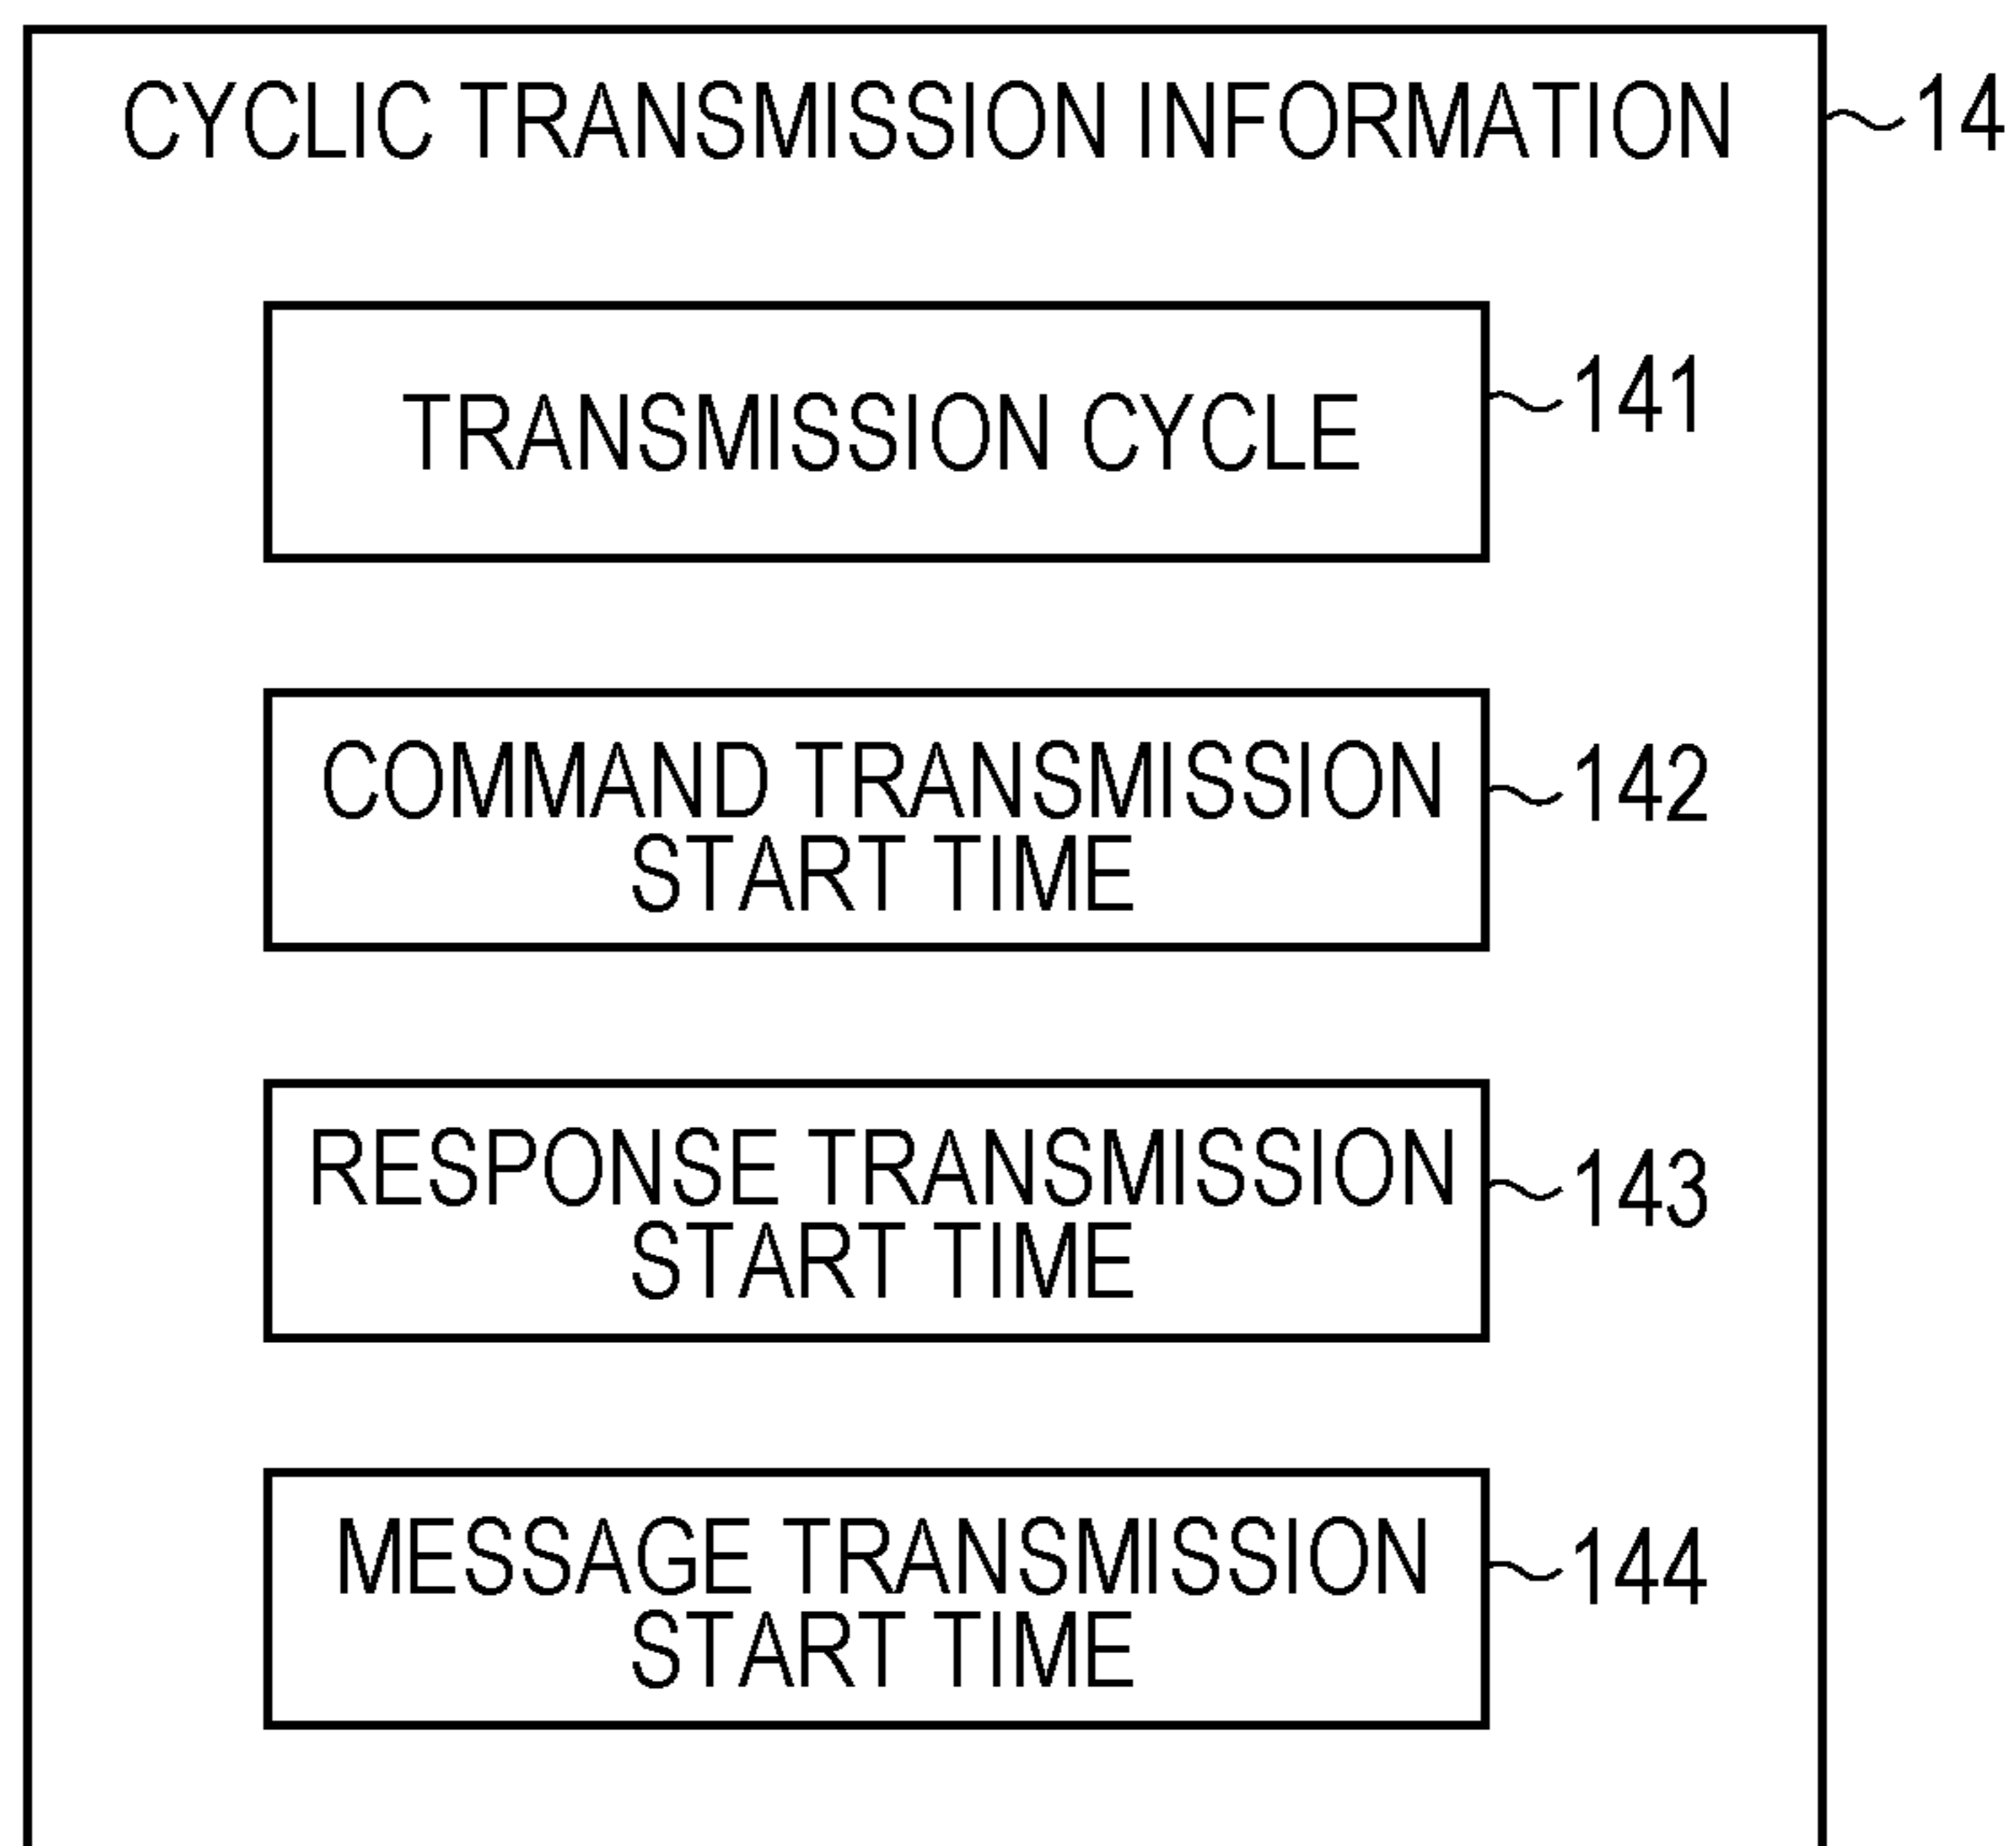 CYCLIC TRANSMISSION INFORMATION
14
TRANSMISSION CYCLE
141
COMMAND TRANSMISSION
START TIME
142
RESPONSE TRANSMISSION
START TIME
143
MESSAGE TRANSMISSION
START TIME
144